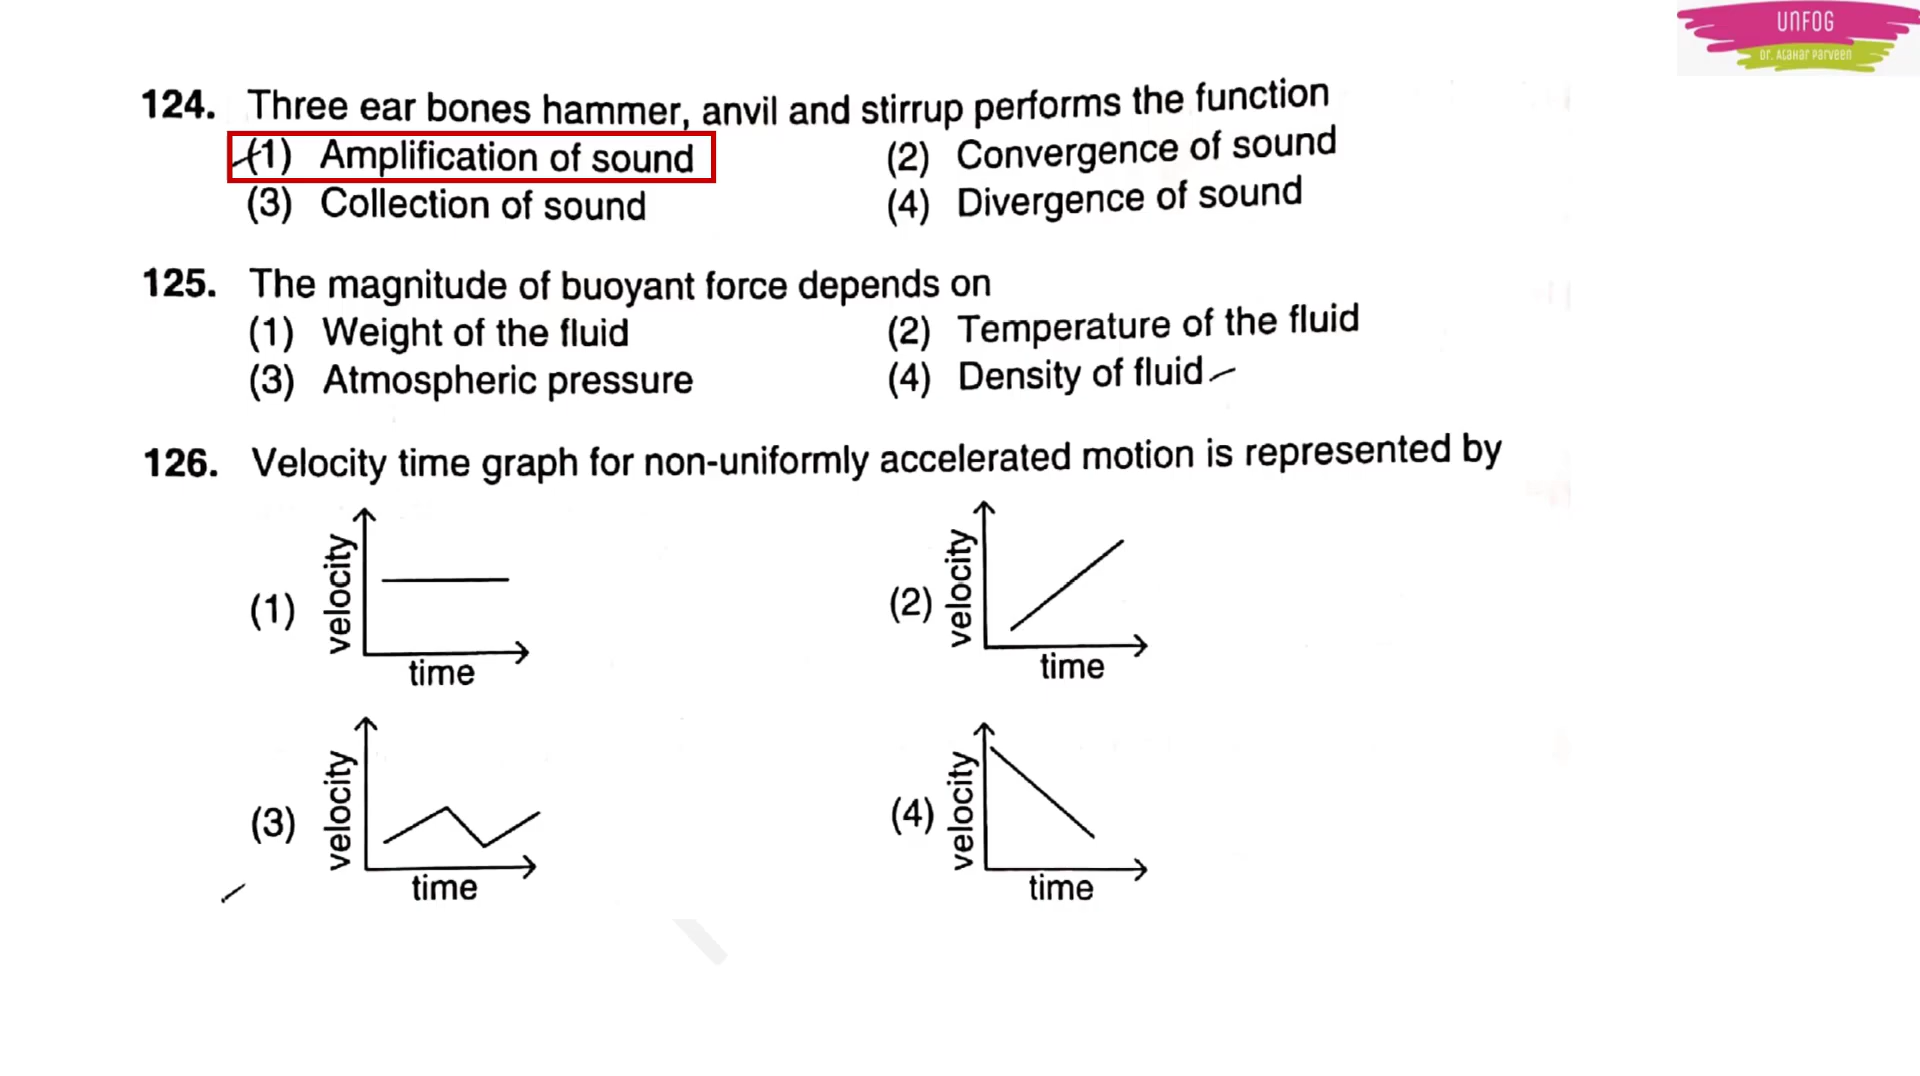 UNFOG
Dr. Atahar Parveen
124. Three ear bones hammer, anvil and stirrup performs the function
(1) Amplification of sound (2) Convergence of sound
(3) Collection of sound (4) Divergence of sound
125. The magnitude of buoyant force depends on
(1) Weight of the fluid (2) Temperature of the fluid
(3) Atmospheric pressure (4) Density of fluid
126. Velocity time graph for non-uniformly accelerated motion is represented by
(1) velocity time (2) velocity time
(3) velocity time (4) velocity time